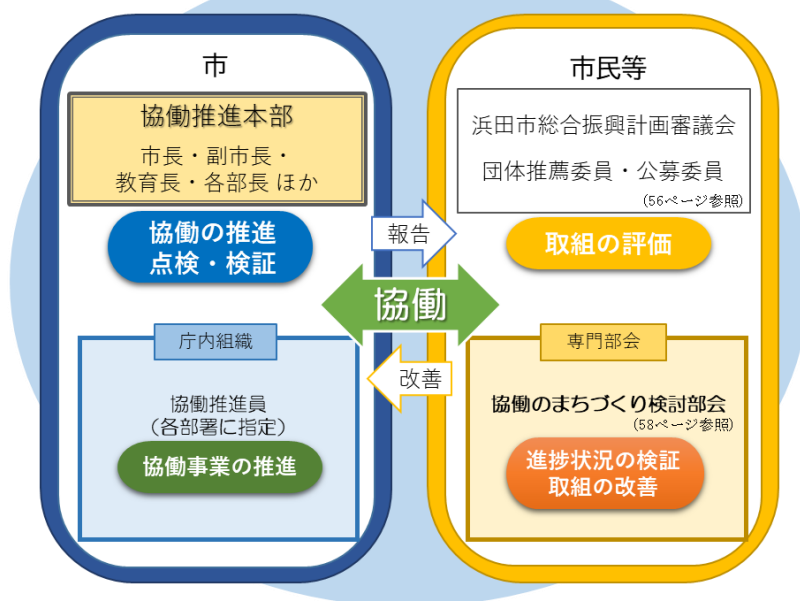 市
協働推進本部
市長・副市長・
教育長・各部長 ほか
協働の推進
点検・検証
庁内組織
協働推進員
（各部署に指定）
協働事業の推進
報告
協働
改善
市民等
浜田市総合振興計画審議会
団体推薦委員・公募委員
(56ページ参照)
取組の評価
専門部会
協働のまちづくり検討部会
(58ページ参照)
進捗状況の検証
取組の改善